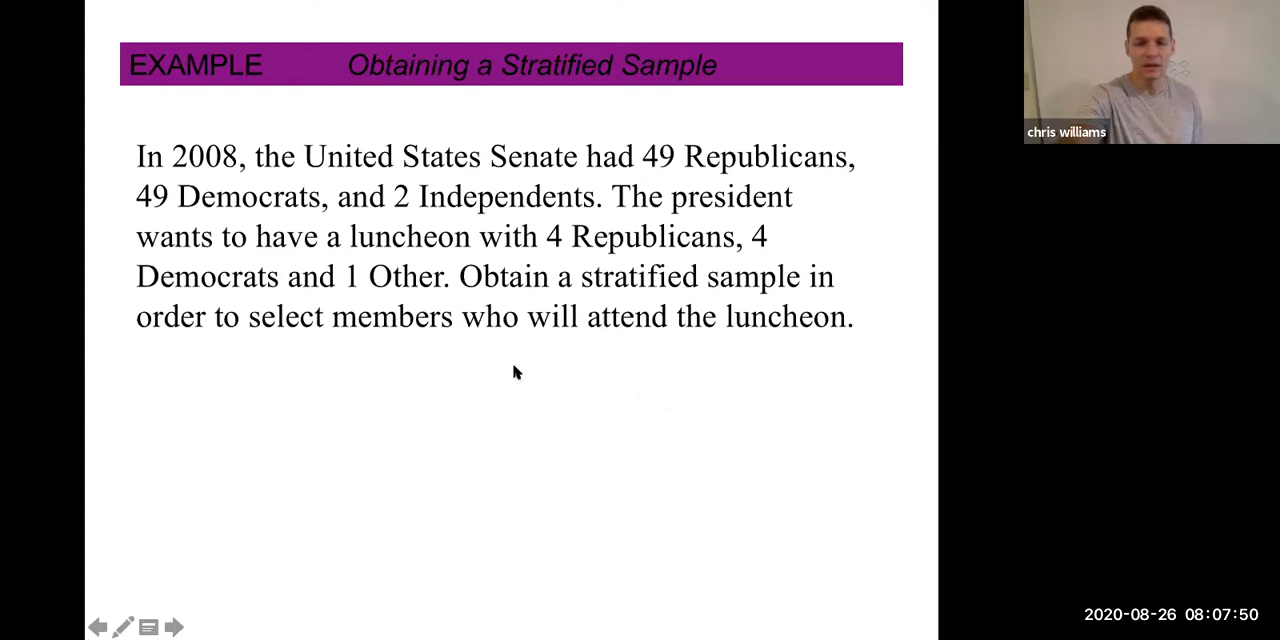 EXAMPLE Obtaining a Stratified Sample
In 2008, the United States Senate had 49 Republicans,
49 Democrats, and 2 Independents. The president
wants to have a luncheon with 4 Republicans, 4
Democrats and 1 Other. Obtain a stratified sample in
order to select members who will attend the luncheon.
chris williams
2020-08-26 08:07:50